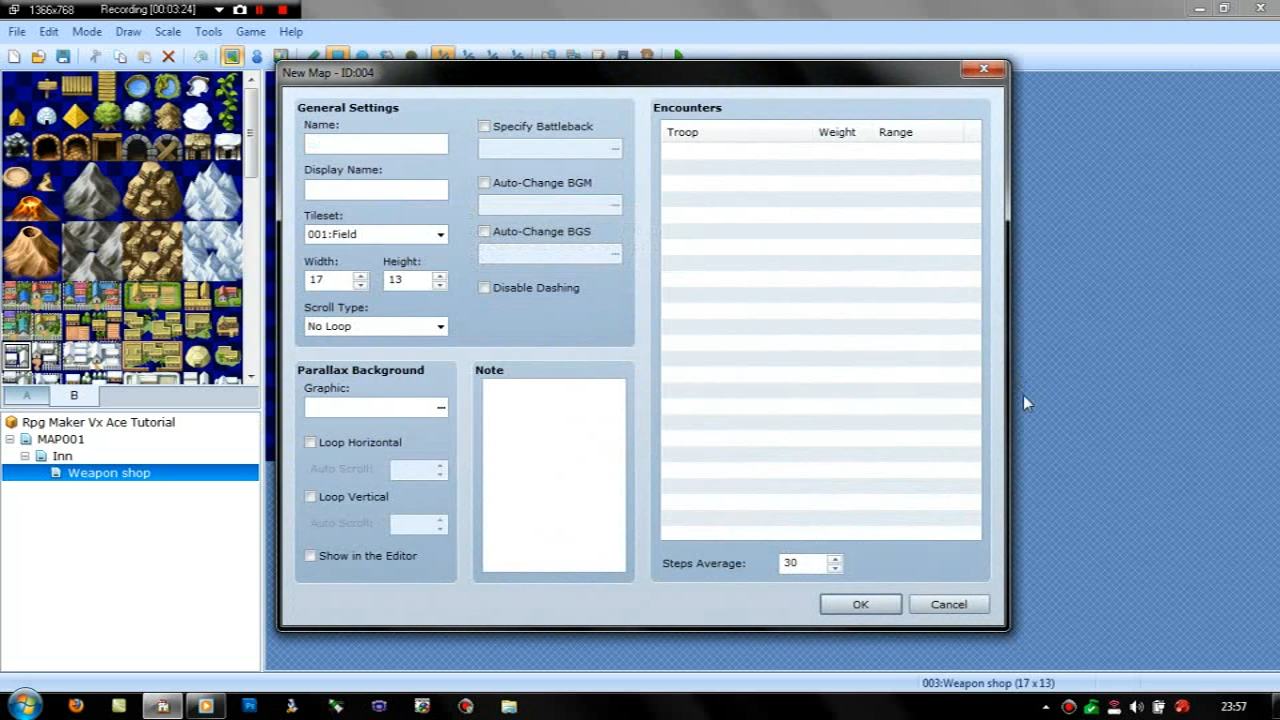 1366x768
Recording [00:03:24]
File Edit Mode Draw Scale Tools Game Help
New Map - ID:004
General Settings
Name:
Display Name:
Tileset:
001:Field
Width: Height:
17 13
Scroll Type:
No Loop
Specify Battleback
Auto-Change BGM
Auto-Change BGS
Disable Dashing
Parallax Background
Graphic:
Loop Horizontal
Auto Scroll:
Loop Vertical
Auto Scroll:
Show in the Editor
Note
Encounters
Troop Weight Range
Steps Average: 30
OK Cancel
A B
Rpg Maker Vx Ace Tutorial
MAP001
Inn
Weapon shop
003:Weapon shop (17 x 13)
23:57